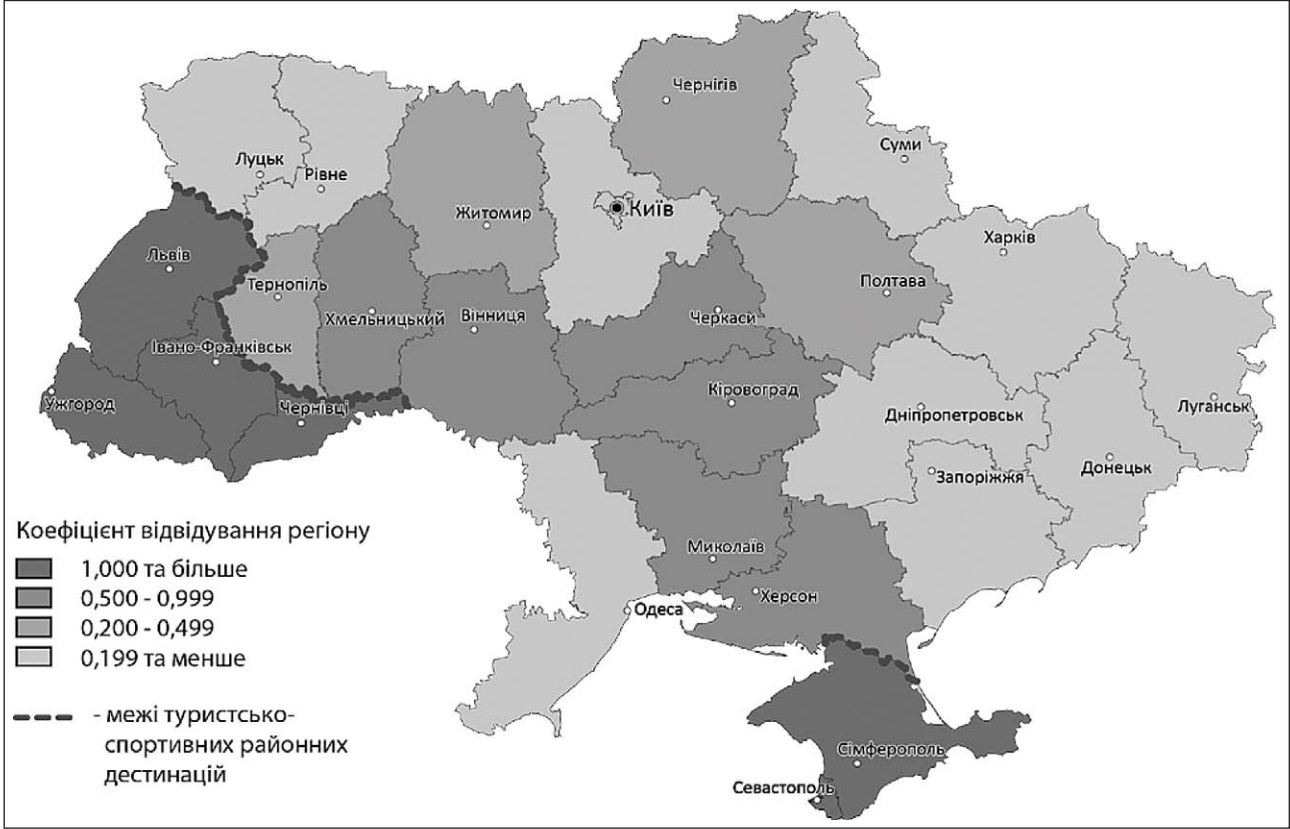 Чернігів
Суми
Луцьк
Рівне
Київ
Житомир
Харків
Львів
Тернопіль
Полтава
Хмельницький
Вінниця
Черкаси
Івано-Франківськ
Кіровоград
Ужгород
Чернівці
Дніпропетровськ
Луганськ
Запоріжжя
Донецьк
Коефіцієнт відвідування регіону
1,000 та більше
0,500 - 0,999
0,200 - 0,499
0,199 та менше
Миколаїв
Херсон
Одеса
- межі туристсько-
спортивних районних
дестинацій
Сімферополь
Севастополь